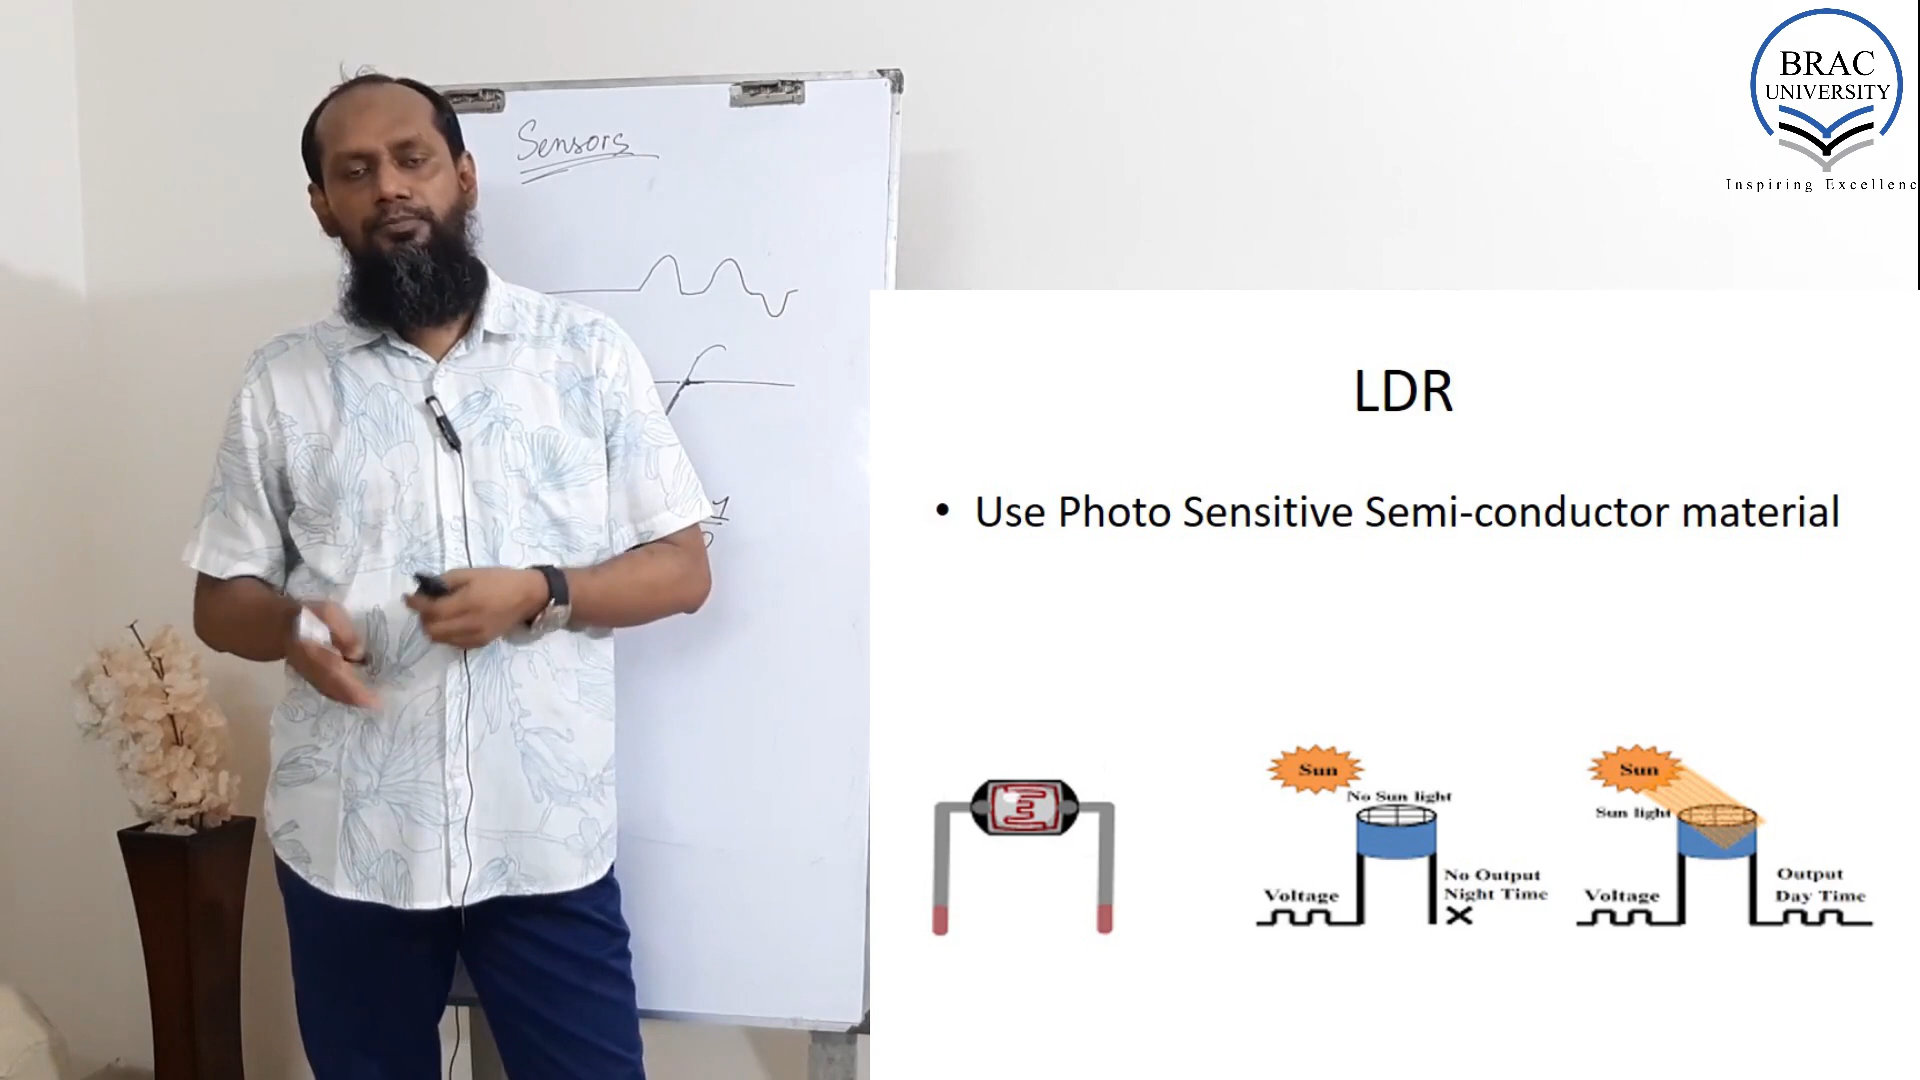 BRAC
UNIVERSITY
Inspiring Excellenc
Sensors
LDR
• Use Photo Sensitive Semi-conductor material
Sun
No Sun light
Voltage
No Output
Night Time
Sun
Sun light
Voltage
Output
Day Time